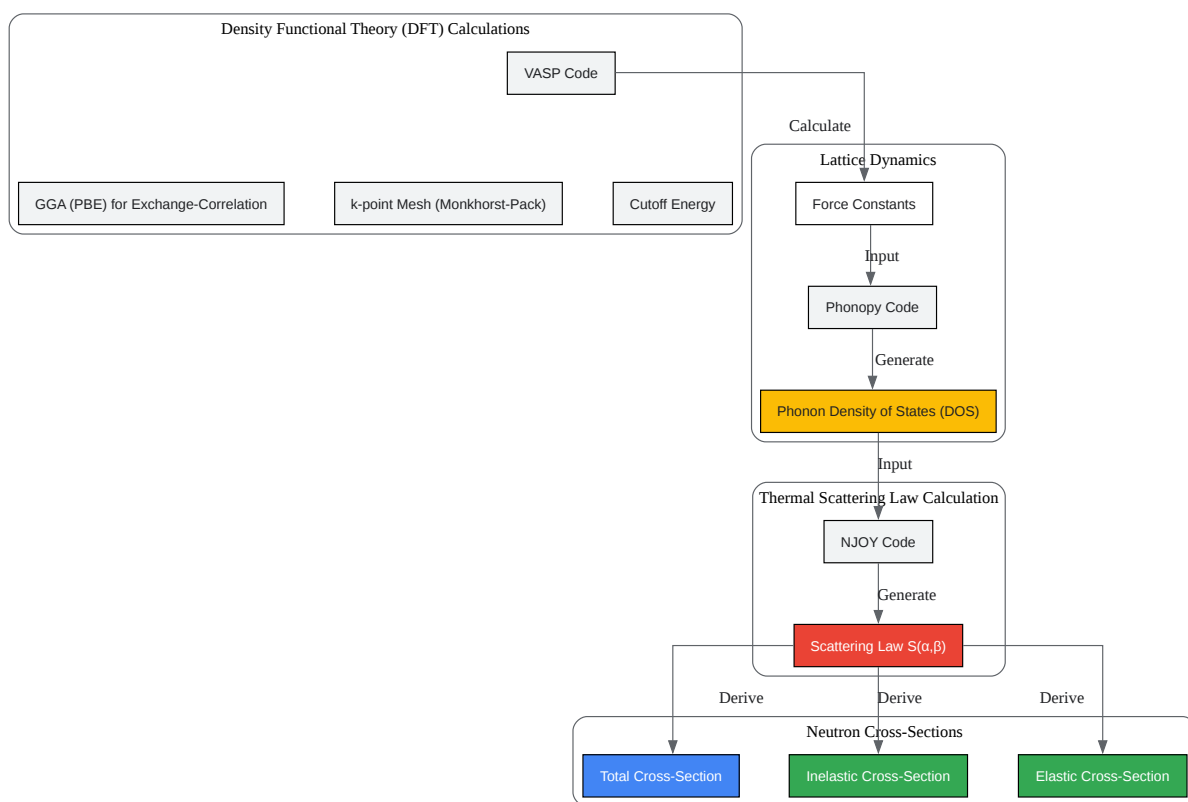 Density Functional Theory (DFT) Calculations
VASP Code
Calculate
Lattice Dynamics
GGA (PBE) for Exchange-Correlation
k-point Mesh (Monkhorst-Pack)
Cutoff Energy
Force Constants
Input
Phonopy Code
Generate
Phonon Density of States (DOS)
Input
Thermal Scattering Law Calculation
NJOY Code
Generate
Scattering Law S(α,β)
Derive
Derive
Derive
Neutron Cross-Sections
Total Cross-Section
Inelastic Cross-Section
Elastic Cross-Section